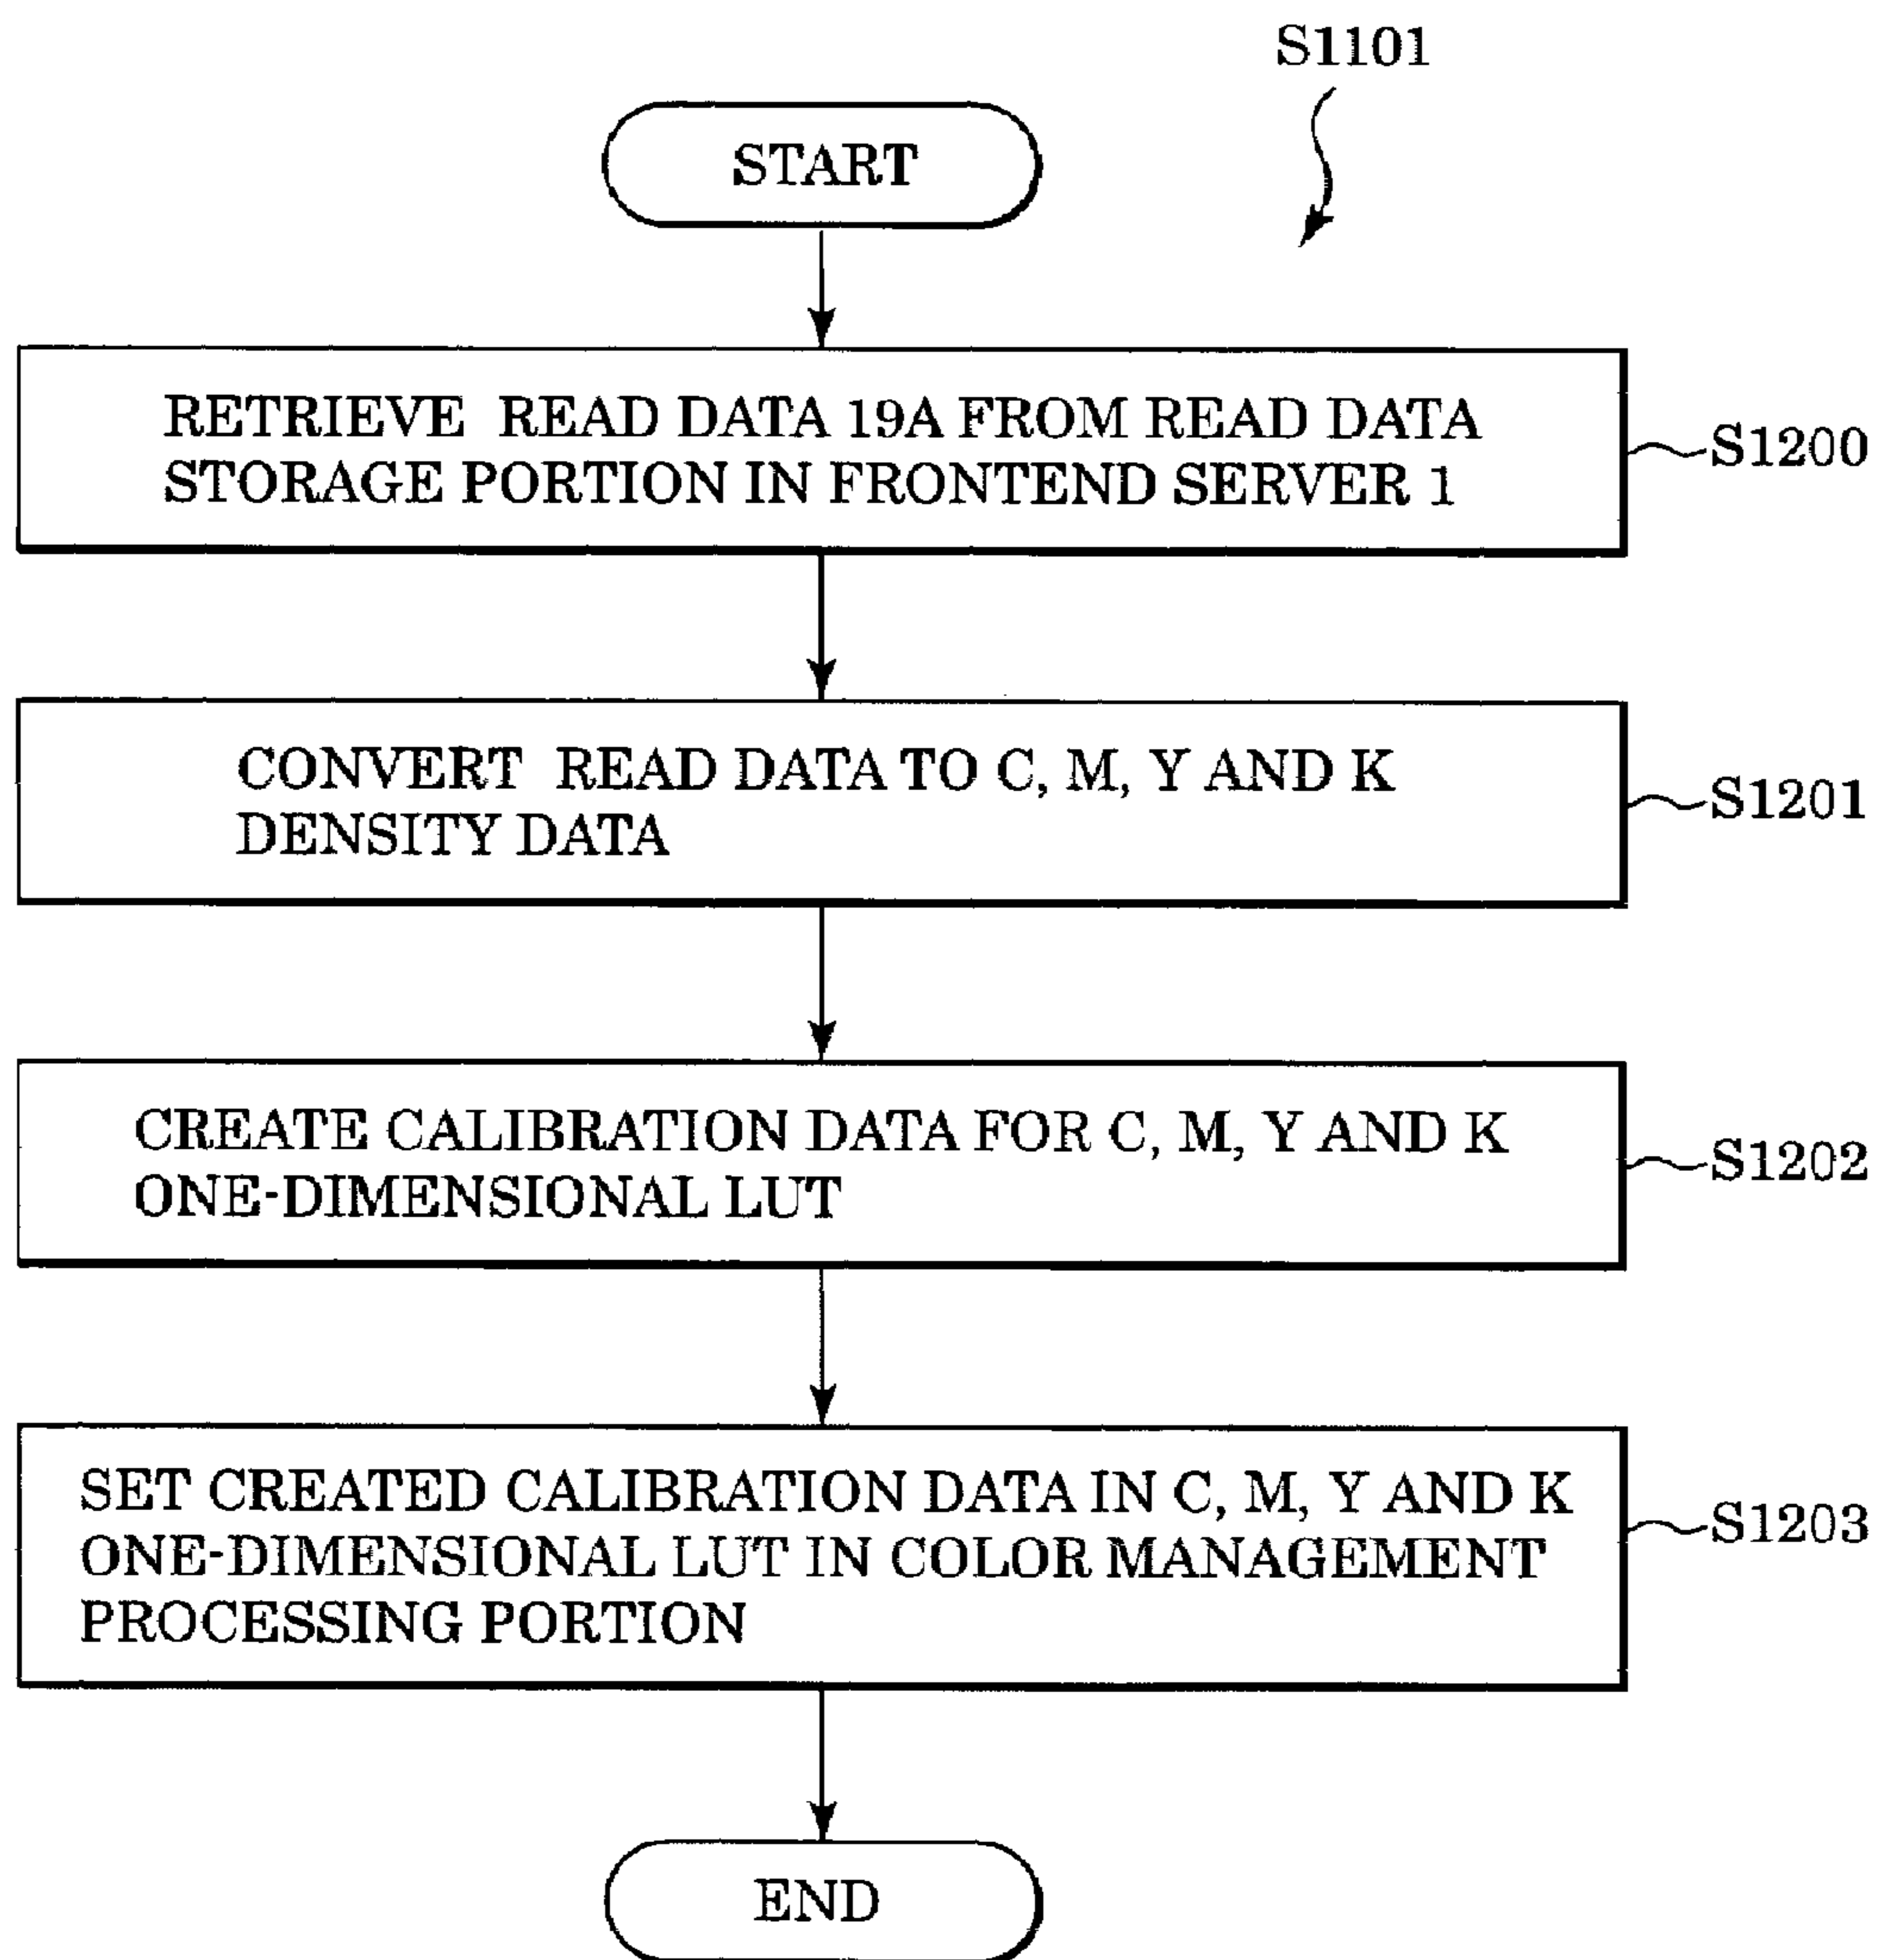 S1101
START
RETRIEVE READ DATA 19A FROM READ DATA
STORAGE PORTION IN FRONTEND SERVER 1
S1200
CONVERT READ DATA TO C, M, Y AND K
DENSITY DATA
S1201
CREATE CALIBRATION DATA FOR C, M, Y AND K
ONE-DIMENSIONAL LUT
S1202
SET CREATED CALIBRATION DATA IN C, M, Y AND K
ONE-DIMENSIONAL LUT IN COLOR MANAGEMENT
PROCESSING PORTION
S1203
END